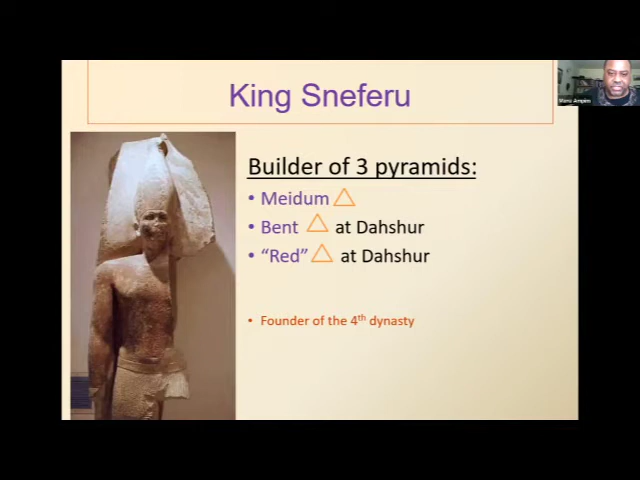 King Sneferu
Builder of 3 pyramids:
• Meidum
• Bent at Dahshur
• “Red” at Dahshur
• Founder of the 4th dynasty